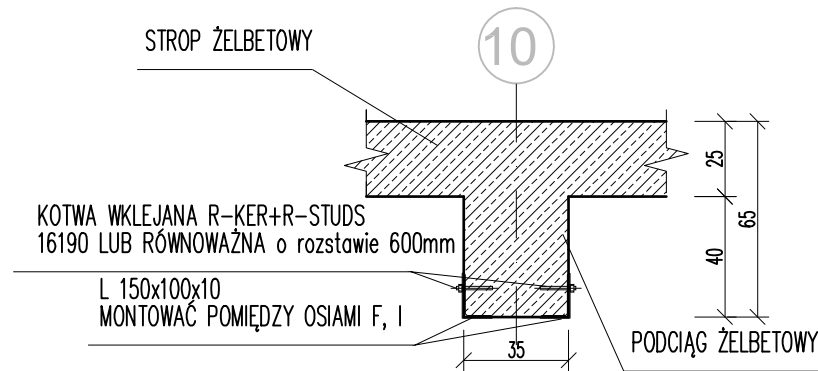 STROP ŻELBETOWY
10
25
65
40
KOTWA WKLEJANA R-KER+R-STUDS
16190 LUB RÓWNOWAŻNA o rozstawie 600mm
L 150x100x10
MONTOWAĆ POMIĘDZY OSIAMI F, I
35
PODCIĄG ŻELBETOWY